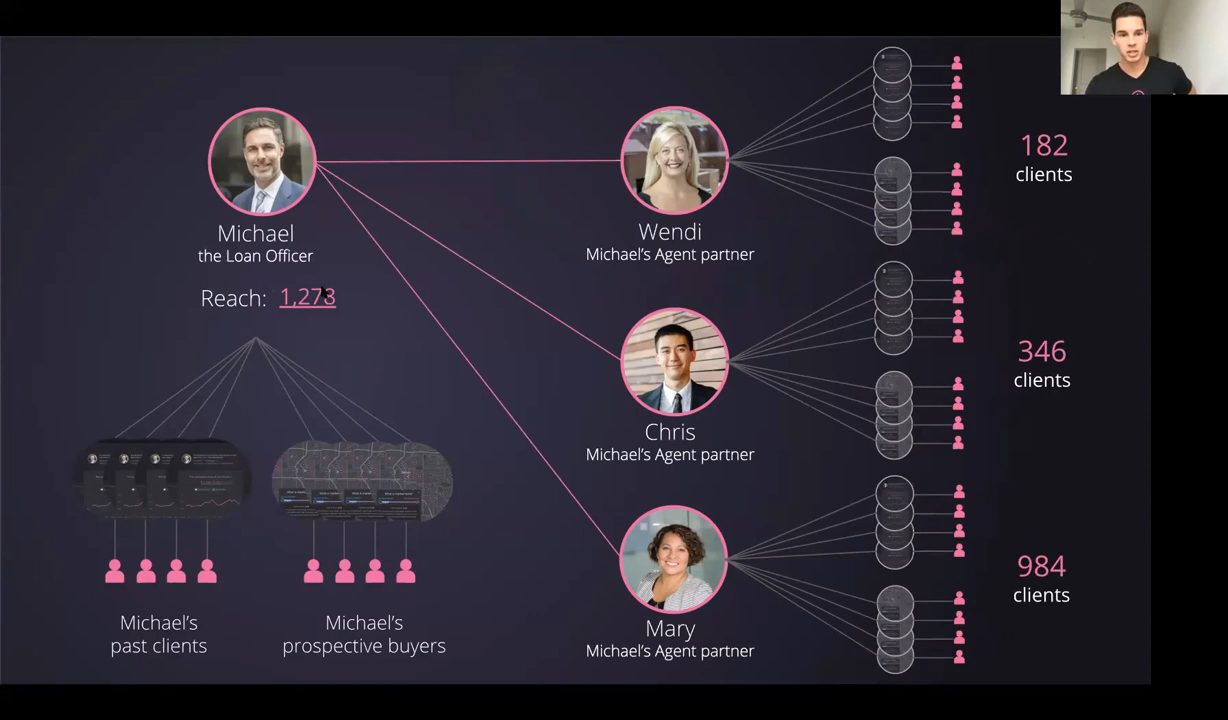 Michael
the Loan Officer
Reach: 1,273
Michael's
past clients
Michael's
prospective buyers
Wendi
Michael's Agent partner
Chris
Michael's Agent partner
Mary
Michael's Agent partner
182
clients
346
clients
984
clients